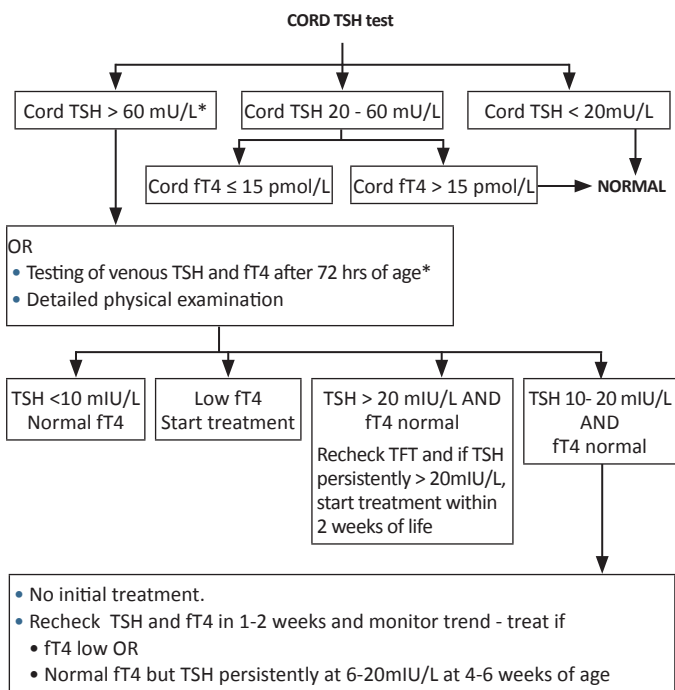 CORD TSH test
Cord TSH > 60 mU/L*
Cord TSH 20 - 60 mU/L
Cord TSH < 20mU/L
Cord fT4 ≤ 15 pmol/L
Cord fT4 > 15 pmol/L
NORMAL
OR
• Testing of venous TSH and fT4 after 72 hrs of age*
• Detailed physical examination
TSH <10 mIU/L
Normal fT4
Low fT4
Start treatment
TSH > 20 mIU/L AND
fT4 normal
Recheck TFT and if TSH
persistently > 20mIU/L,
start treatment within
2 weeks of life
TSH 10- 20 mIU/L
AND
fT4 normal
• No initial treatment.
• Recheck TSH and fT4 in 1-2 weeks and monitor trend - treat if
• fT4 low OR
• Normal fT4 but TSH persistently at 6-20mIU/L at 4-6 weeks of age